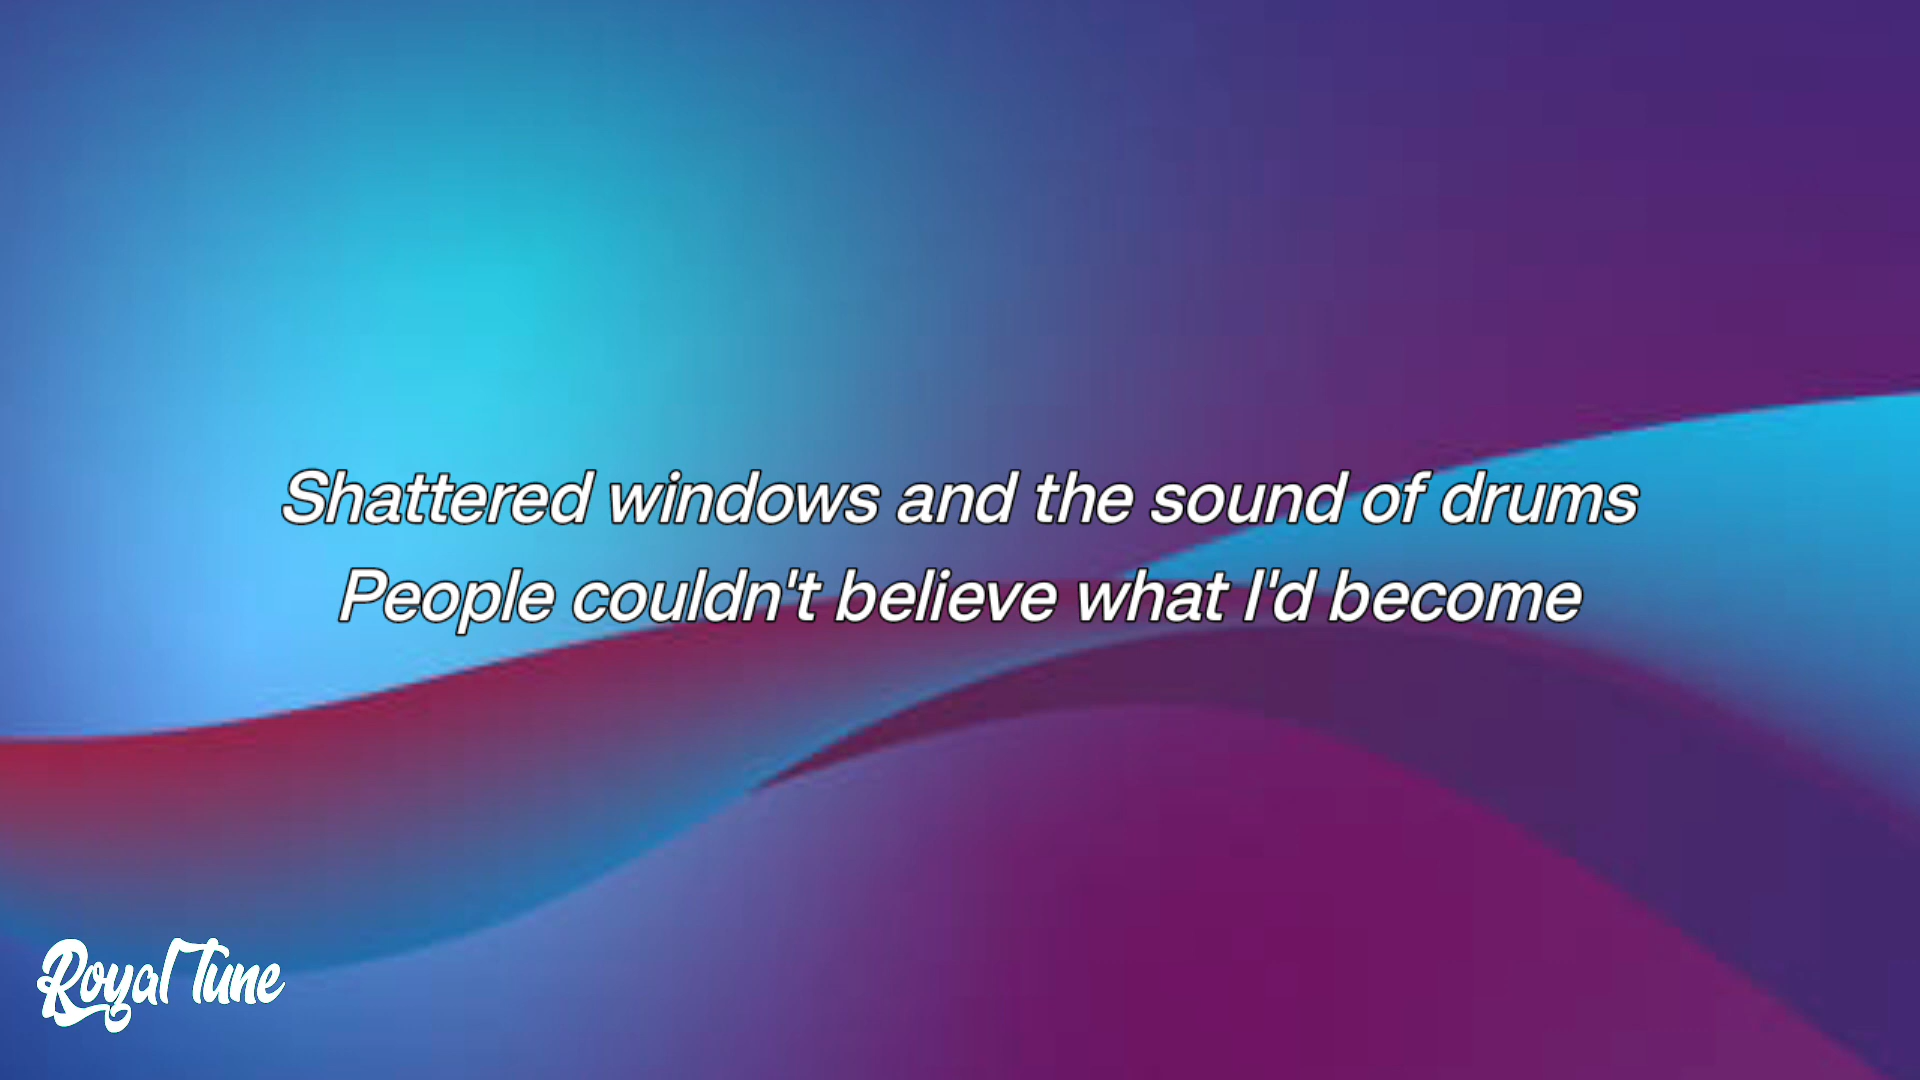 Shattered windows and the sound of drums
People couldn't believe what I'd become
Royal Tune